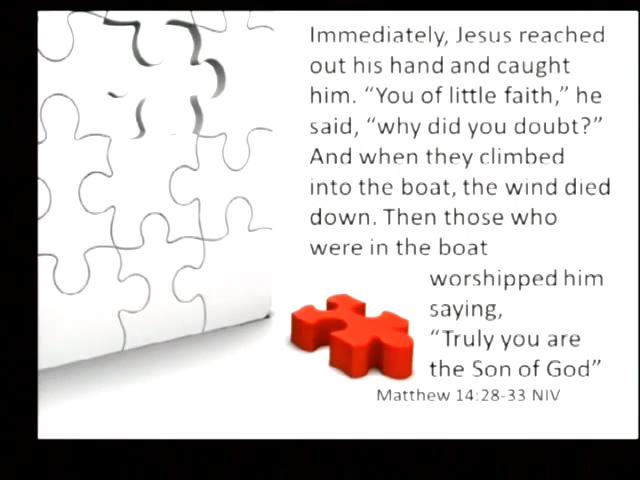 Immediately, Jesus reached
out his hand and caught
him. “You of little faith,” he
said, “why did you doubt?”
And when they climbed
into the boat, the wind died
down. Then those who
were in the boat
worshipped him
saying,
“Truly you are
the Son of God”
Matthew 14:28-33 NIV